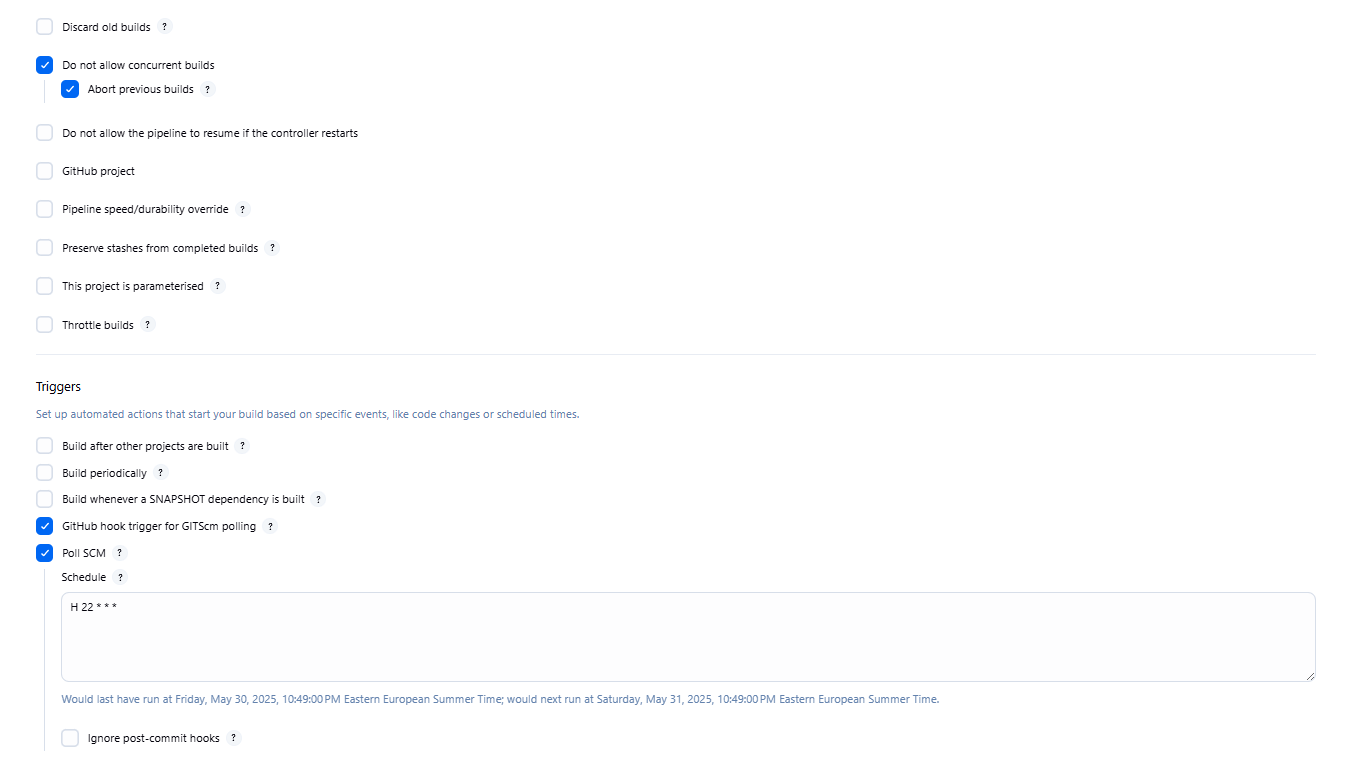 Discard old builds ?
Do not allow concurrent builds
Abort previous builds ?
Do not allow the pipeline to resume if the controller restarts
GitHub project
Pipeline speed/durability override ?
Preserve stashes from completed builds ?
This project is parameterised ?
Throttle builds ?
Triggers
Set up automated actions that start your build based on specific events, like code changes or scheduled times.
Build after other projects are built ?
Build periodically ?
Build whenever a SNAPSHOT dependency is built ?
GitHub hook trigger for GITScm polling ?
Poll SCM ?
Schedule ?
H 22 * * *
Would last have run at Friday, May 30, 2025, 10:49:00 PM Eastern European Summer Time; would next run at Saturday, May 31, 2025, 10:49:00 PM Eastern European Summer Time.
Ignore post-commit hooks ?